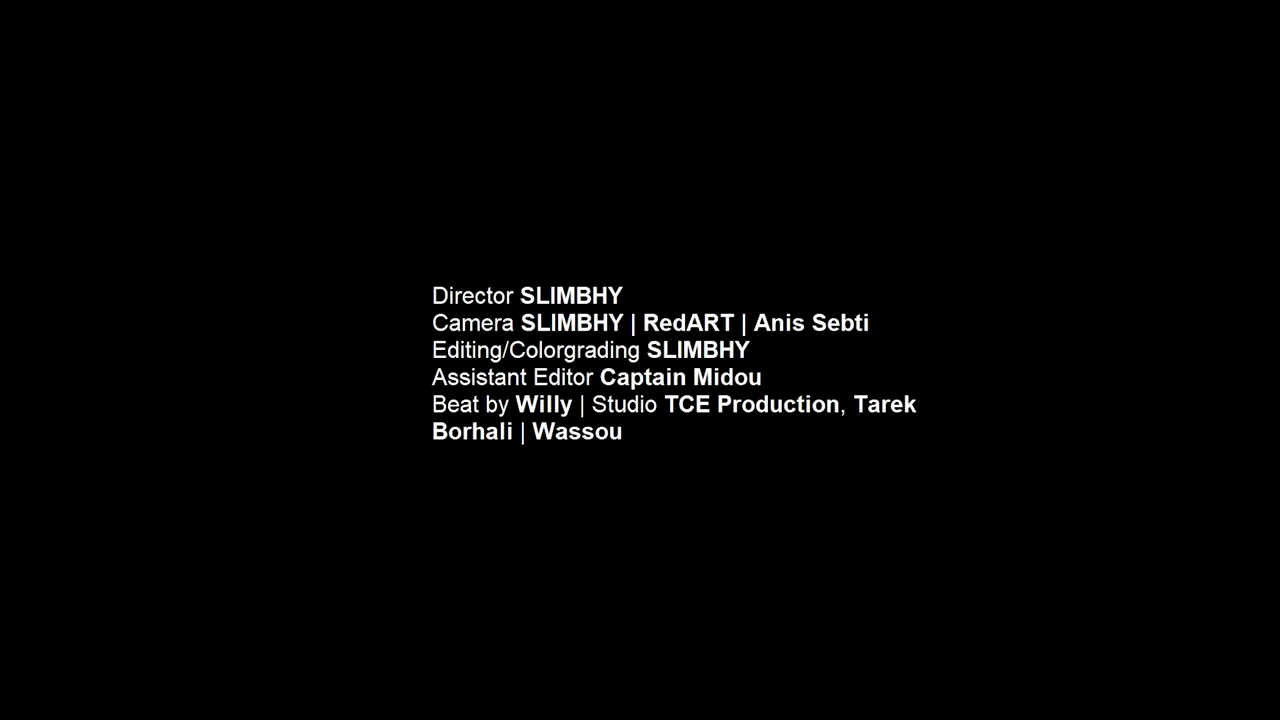 Director SLIMBHY
Camera SLIMBHY | RedART | Anis Sebti
Editing/Colorgrading SLIMBHY
Assistant Editor Captain Midou
Beat by Willy | Studio TCE Production, Tarek
Borhali | Wassou